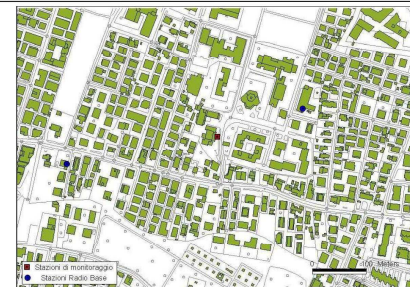 0 100 Meters
Stazioni di monitoraggio
Stazioni Radio Base